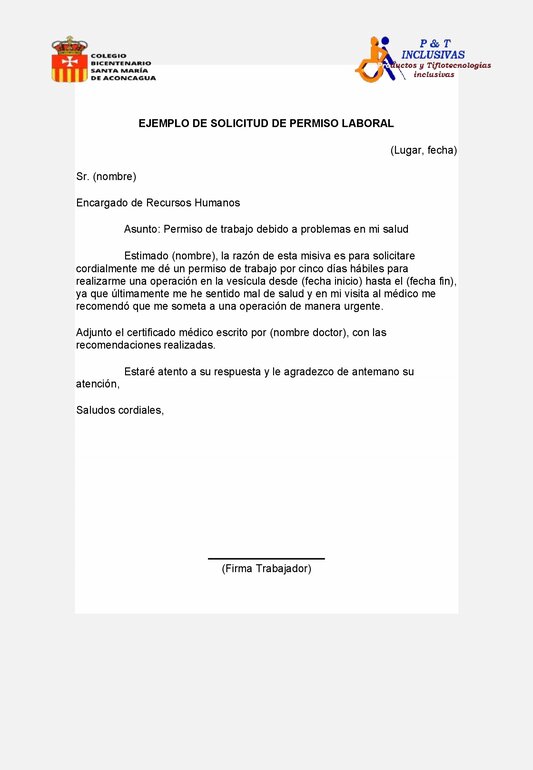 COLEGIO
BICENTENARIO
SANTA MARÍA
DE ACONCAGUA
P & T
INCLUSIVAS
ductos y Tiflotecnologías
inclusivas
EJEMPLO DE SOLICITUD DE PERMISO LABORAL
(Lugar, fecha)
Sr. (nombre)
Encargado de Recursos Humanos
Asunto: Permiso de trabajo debido a problemas en mi salud
Estimado (nombre), la razón de esta misiva es para solicitare
cordialmente me dé un permiso de trabajo por cinco días hábiles para
realizarme una operación en la vesícula desde (fecha inicio) hasta el (fecha fin),
ya que últimamente me he sentido mal de salud y en mi visita al médico me
recomendó que me someta a una operación de manera urgente.
Adjunto el certificado médico escrito por (nombre doctor), con las
recomendaciones realizadas.
Estaré atento a su respuesta y le agradezco de antemano su
atención,
Saludos cordiales,
(Firma Trabajador)